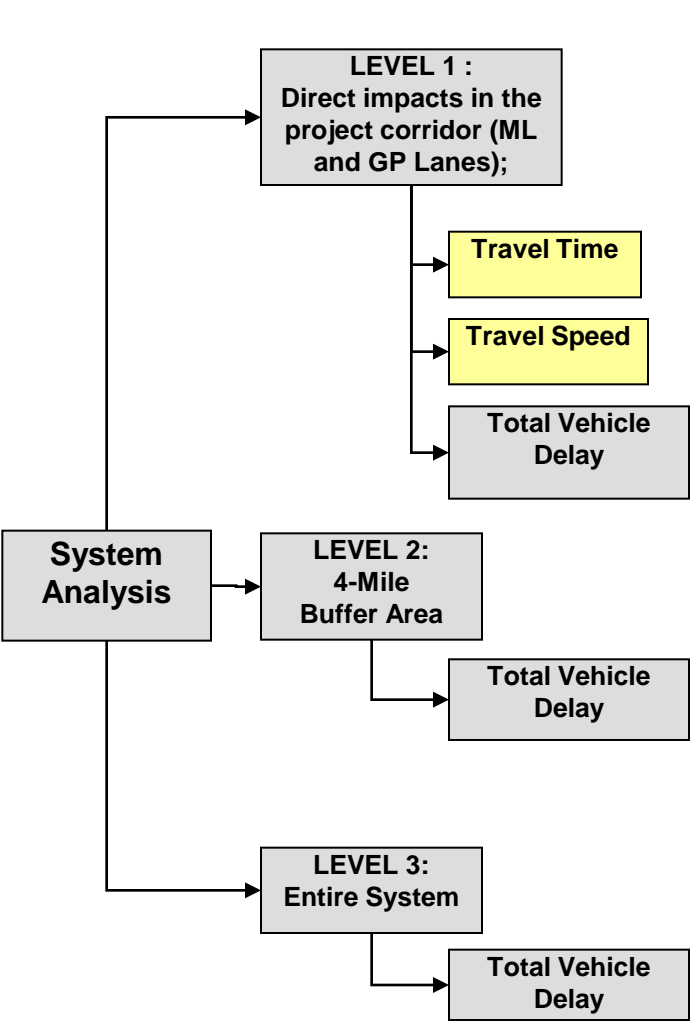 LEVEL 1 :
Direct impacts in the
project corridor (ML
and GP Lanes);
Travel Time
Travel Speed
Total Vehicle
Delay
System
Analysis
LEVEL 2:
4-Mile
Buffer Area
Total Vehicle
Delay
LEVEL 3:
Entire System
Total Vehicle
Delay